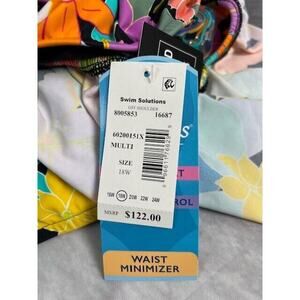 Swim Solutions
OFF SHOULDER
8005853 16687
60200151X
MULTI
SIZE
18W
16W 18W 20W 22W 24W
MSRP $122.00
S
T
ROL
WAIST
MINIMIZER